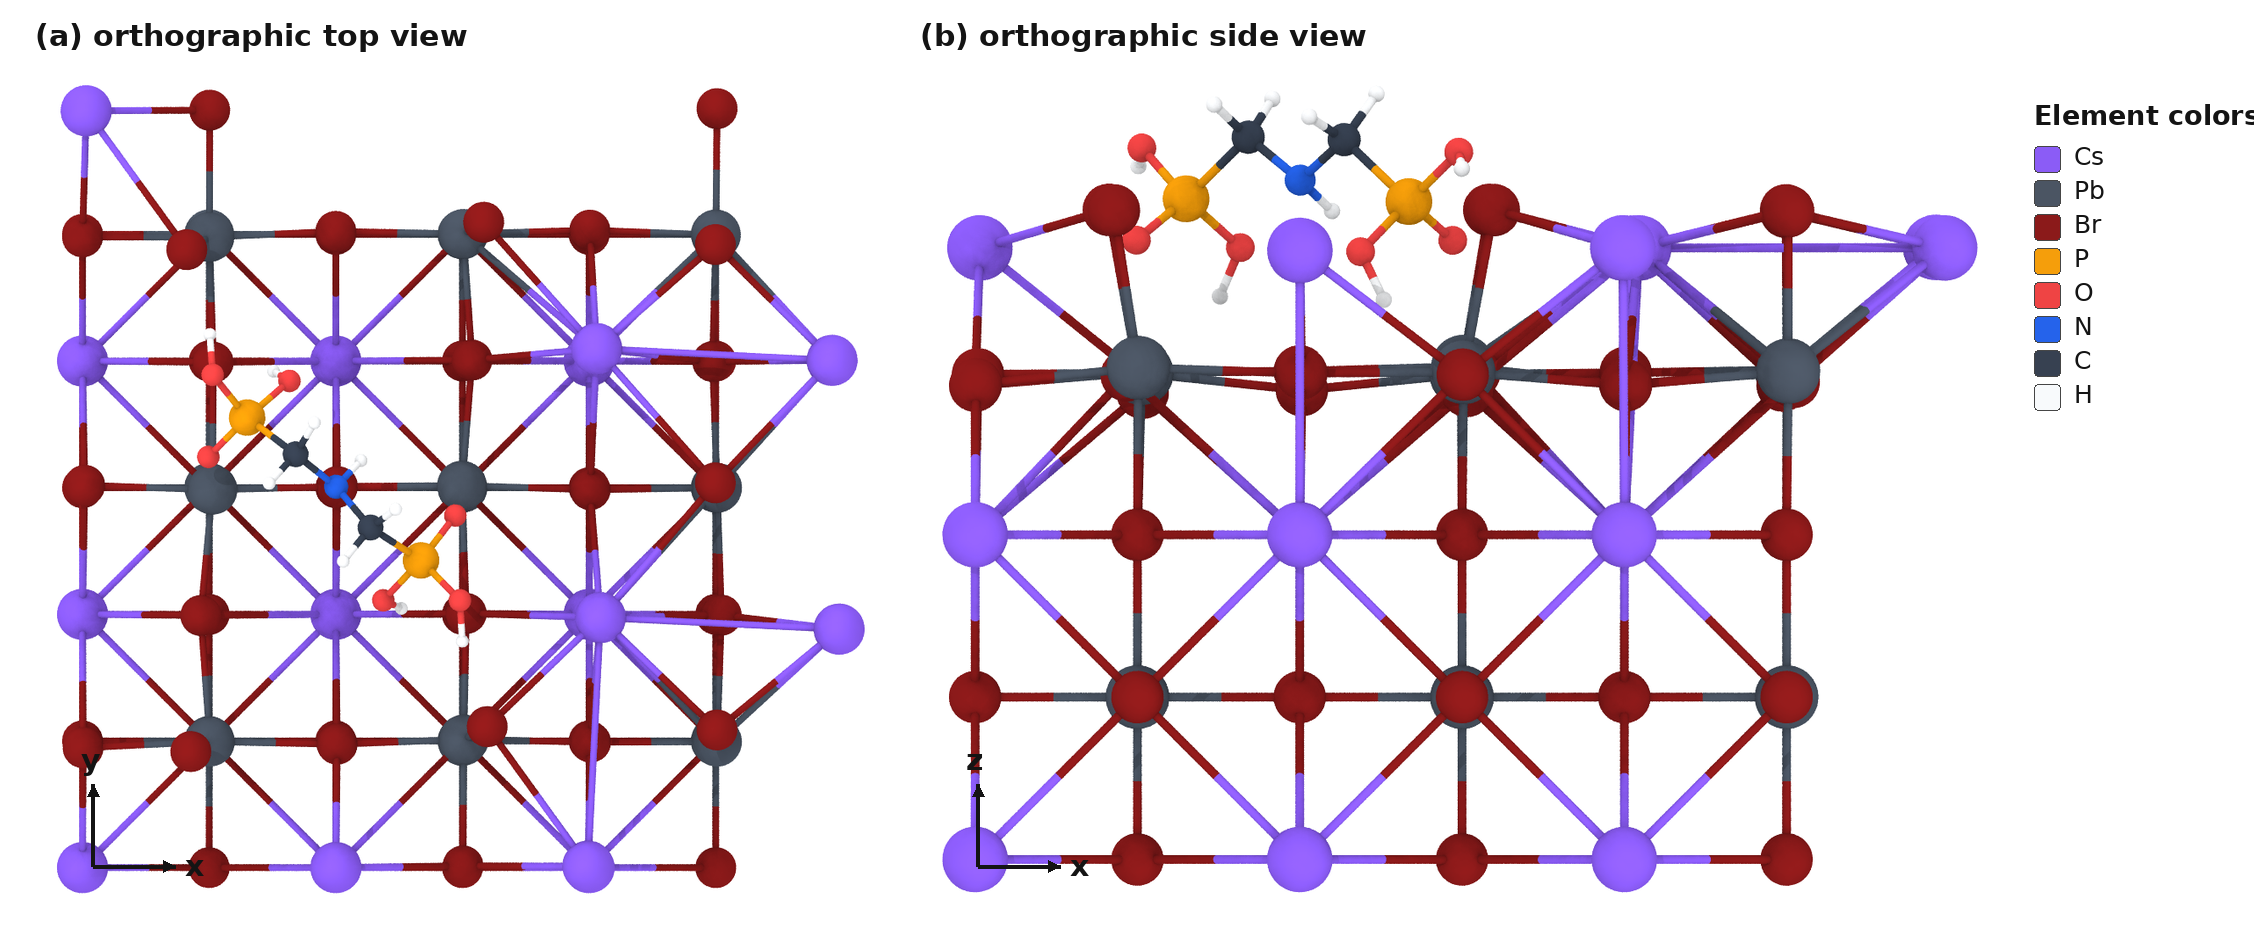 (a) orthographic top view
(b) orthographic side view
Element colors
Cs
Pb
Br
P
O
N
C
H
y
x
z
x